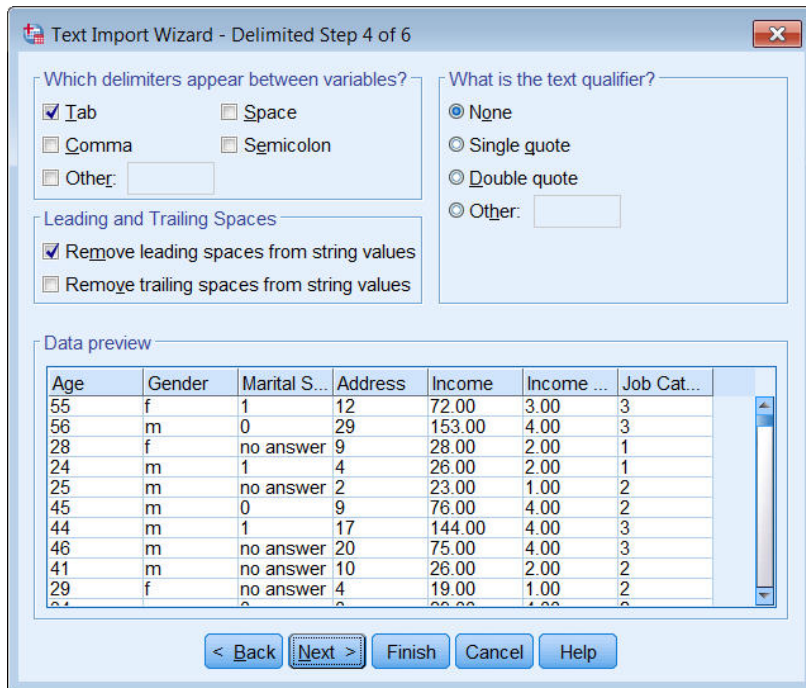 Text Import Wizard - Delimited Step 4 of 6
Which delimiters appear between variables?
Tab Space
Comma Semicolon
Other:
Leading and Trailing Spaces
Remove leading spaces from string values
Remove trailing spaces from string values
What is the text qualifier?
None
Single quote
Double quote
Other:
Data preview
Age Gender Marital S... Address Income Income ... Job Cat...
55 f 1 12 72.00 3.00 3
56 m 0 29 153.00 4.00 3
28 f no answer 9 28.00 2.00 1
24 m 1 4 26.00 2.00 1
25 m no answer 2 23.00 1.00 2
45 m 0 9 76.00 4.00 2
44 m 1 17 144.00 4.00 3
46 m no answer 20 75.00 4.00 3
41 m no answer 10 26.00 2.00 2
29 f no answer 4 19.00 1.00 2
< Back Next > Finish Cancel Help